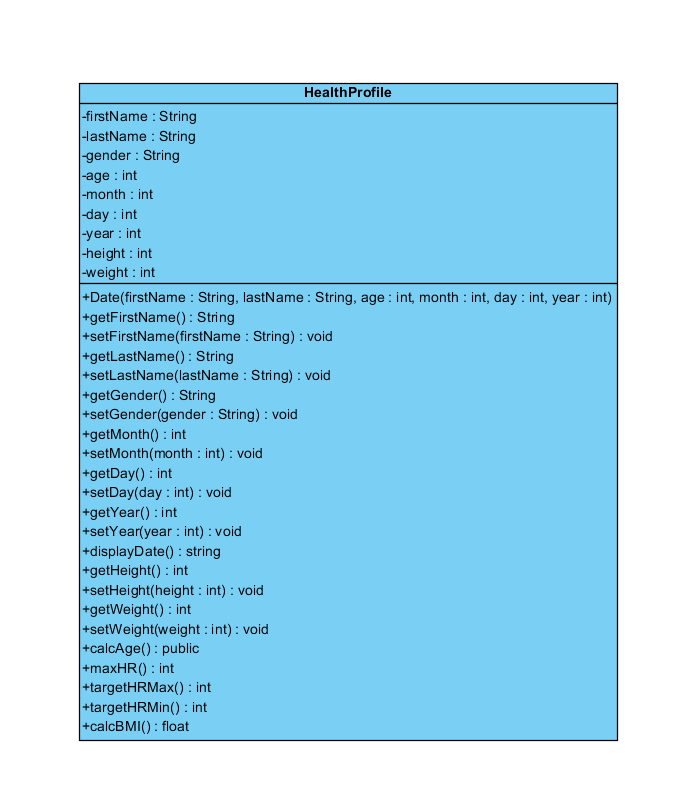 HealthProfile
-firstName : String
-lastName : String
-gender : String
-age : int
-month : int
-day : int
-year : int
-height : int
-weight : int
+Date(firstName : String, lastName : String, age : int, month : int, day : int, year : int)
+getFirstName() : String
+setFirstName(firstName : String) : void
+getLastName() : String
+setLastName(lastName : String) : void
+getGender() : String
+setGender(gender : String) : void
+getMonth() : int
+setMonth(month : int) : void
+getDay() : int
+setDay(day : int) : void
+getYear() : int
+setYear(year : int) : void
+displayDate() : string
+getHeight() : int
+setHeight(height : int) : void
+getWeight() : int
+setWeight(weight : int) : void
+calcAge() : public
+maxHR() : int
+targetHRMax() : int
+targetHRMin() : int
+calcBMI() : float